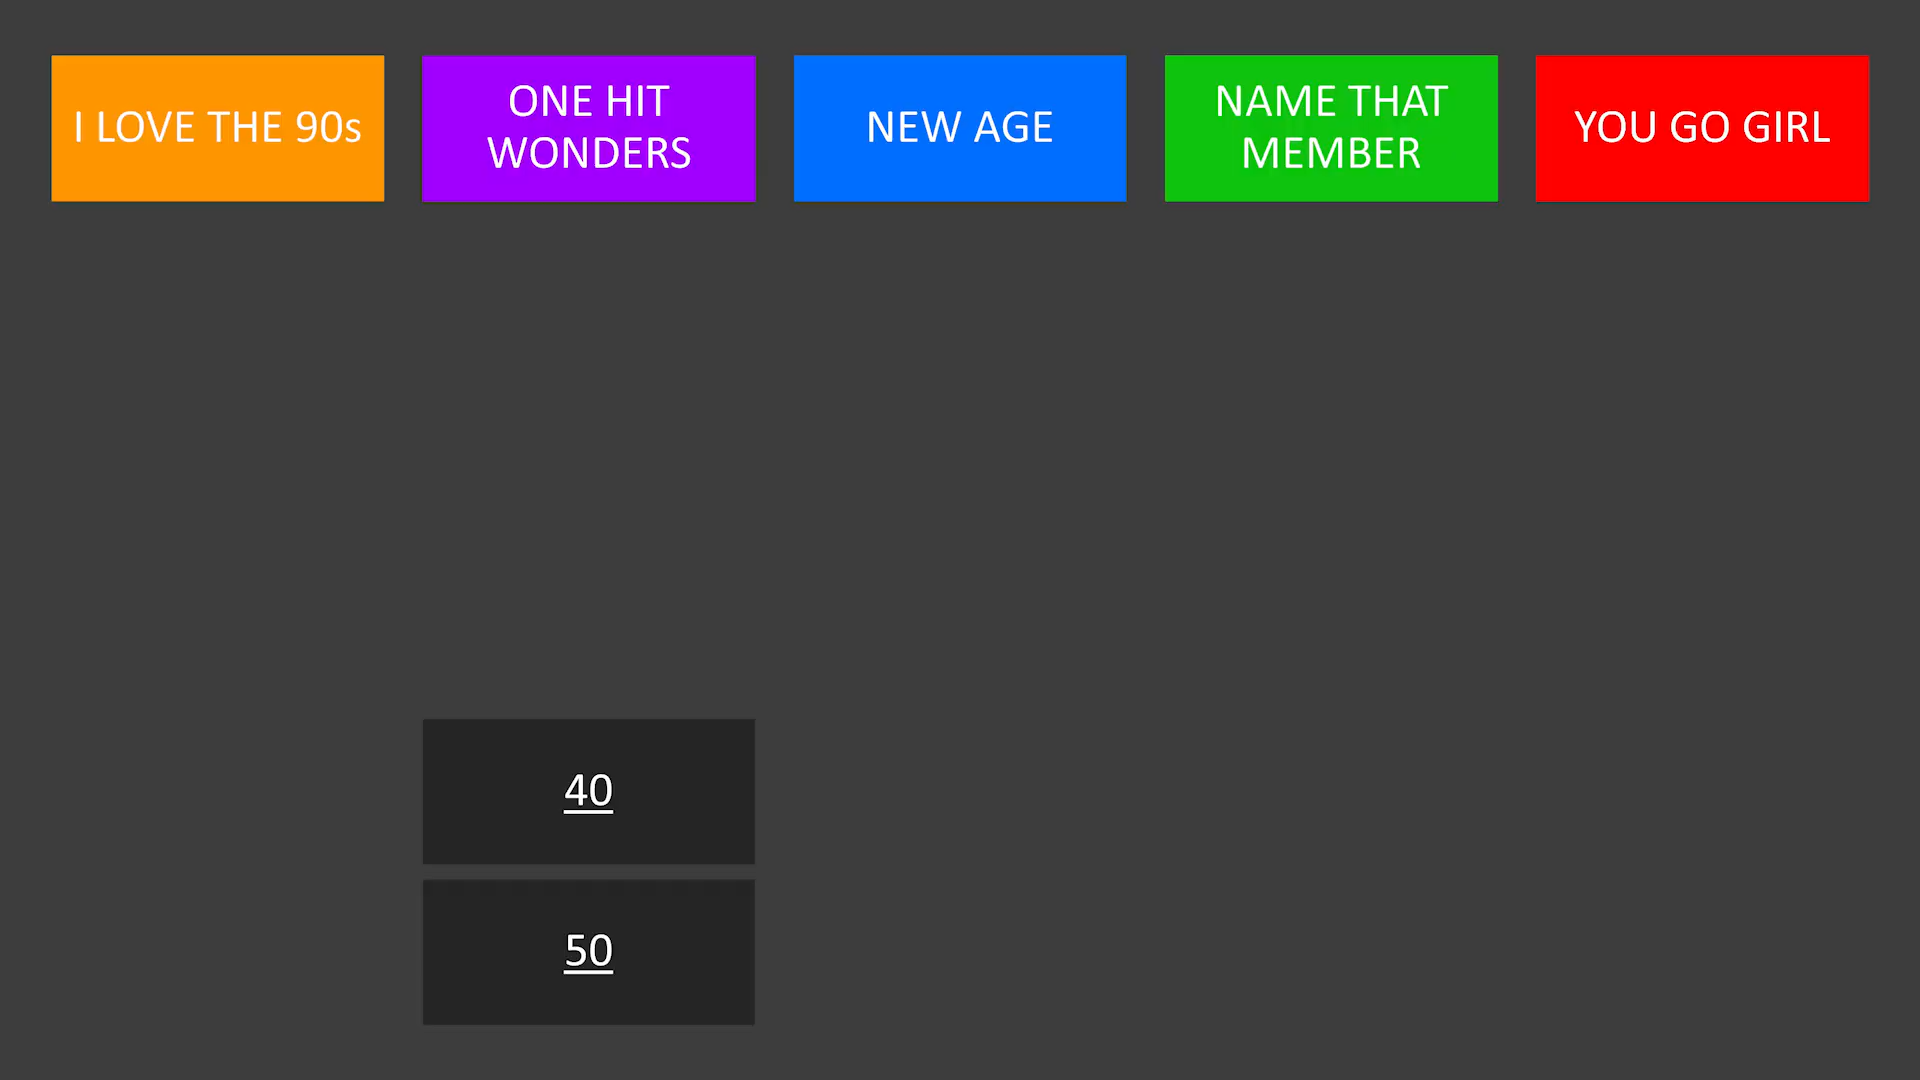 I LOVE THE 90s
ONE HIT
WONDERS
NEW AGE
NAME THAT
MEMBER
YOU GO GIRL
40
50